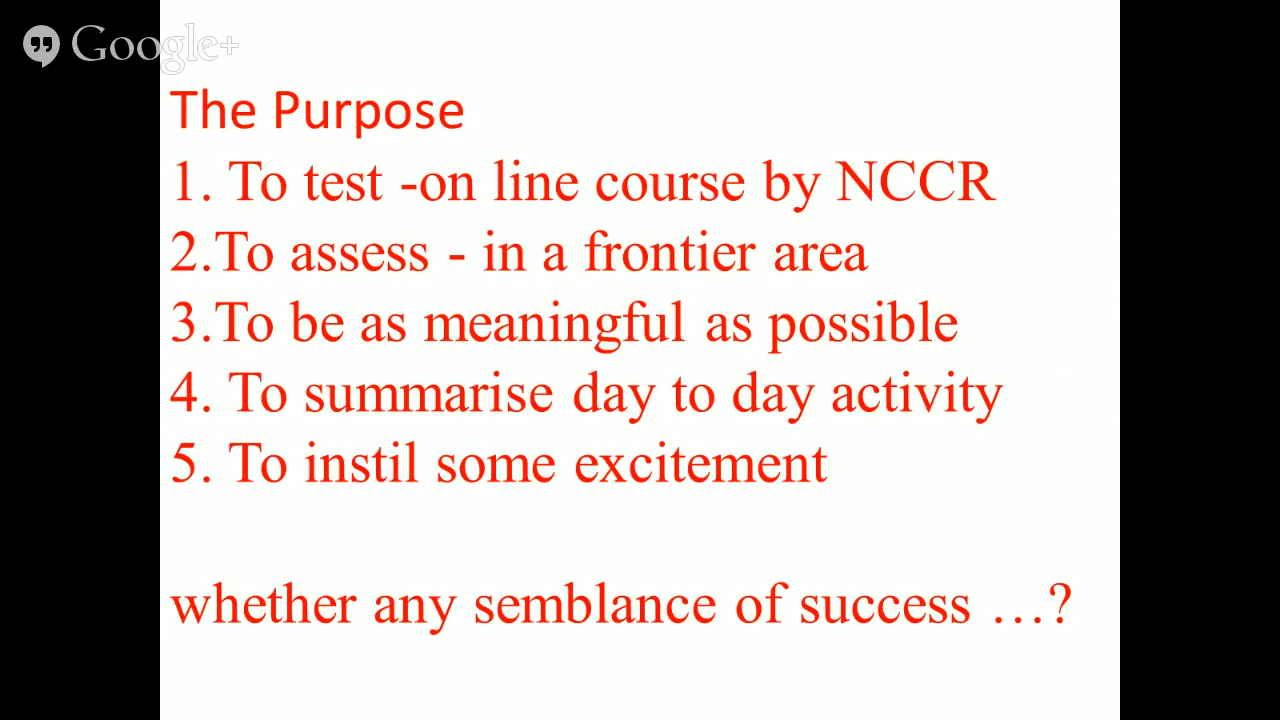 Google+
The Purpose
1. To test -on line course by NCCR
2.To assess - in a frontier area
3.To be as meaningful as possible
4. To summarise day to day activity
5. To instil some excitement
whether any semblance of success …?